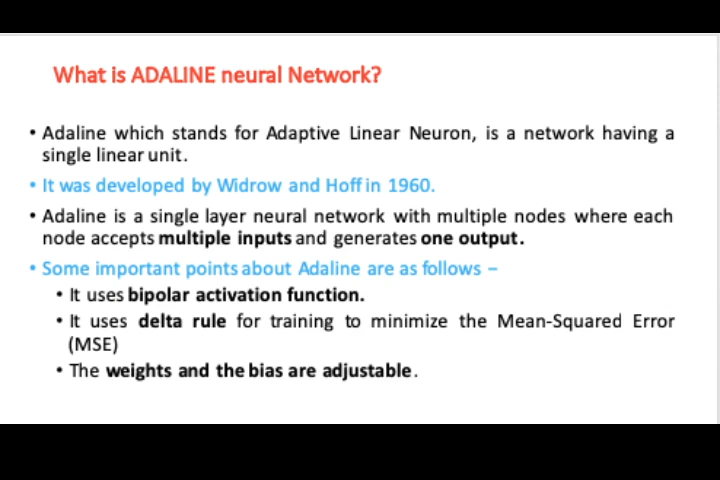 What is ADALINE neural Network?
• Adaline which stands for Adaptive Linear Neuron, is a network having a
single linear unit.
• It was developed by Widrow and Hoff in 1960.
• Adaline is a single layer neural network with multiple nodes where each
node accepts multiple inputs and generates one output.
• Some important points about Adaline are as follows –
• It uses bipolar activation function.
• It uses delta rule for training to minimize the Mean-Squared Error
(MSE)
• The weights and the bias are adjustable.